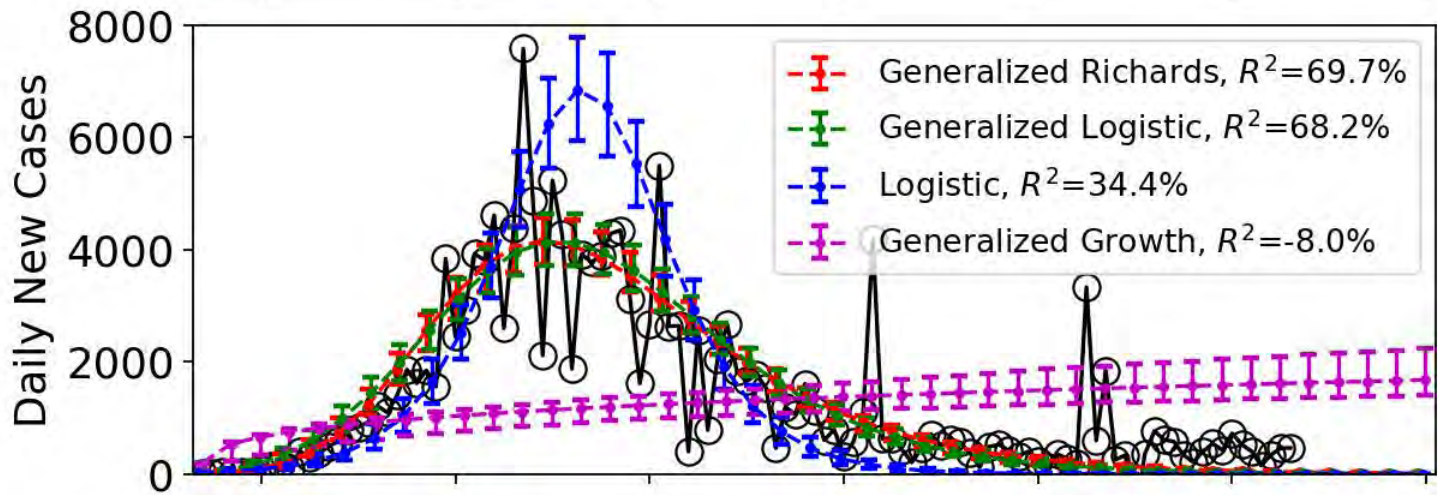 8000
6000
4000
2000
0
Daily New Cases
Generalized Richards, R²=69.7%
Generalized Logistic, R²=68.2%
Logistic, R²=34.4%
Generalized Growth, R²=-8.0%